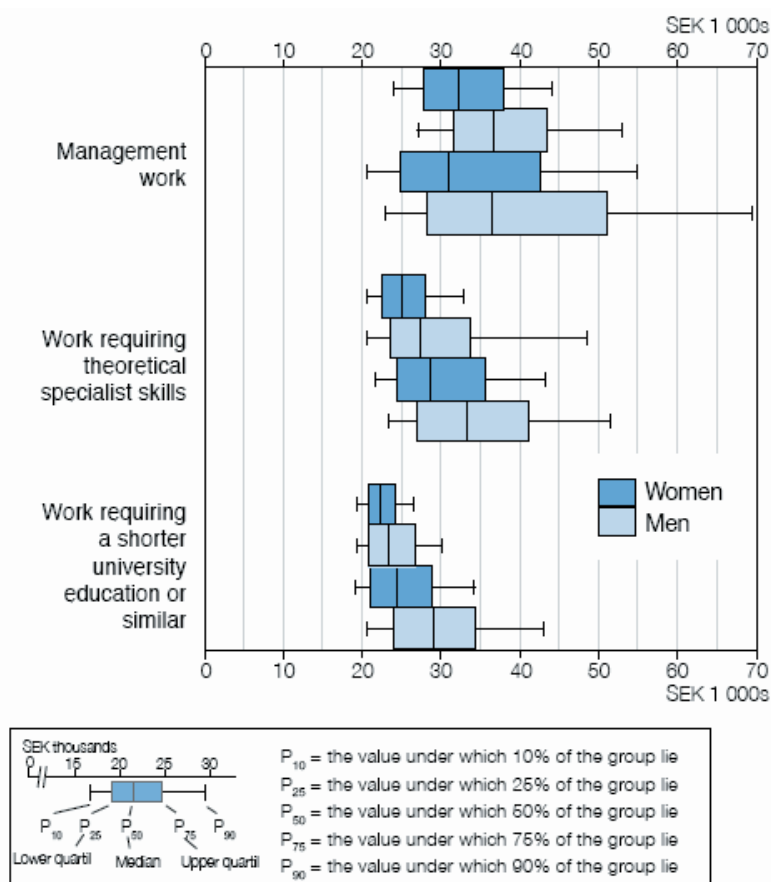 SEK 1 000s
0 10 20 30 40 50 60 70
Management
work
Work requiring
theoretical
specialist skills
Women
Men
Work requiring
a shorter
university
education or
similar
0 10 20 30 40 50 60 70
SEK 1 000s
SEK thousands
0 15 20 25 30
P10 P25 P50 P75 P90
Lower quartil Median Upper quartil
P10 = the value under which 10% of the group lie
P25 = the value under which 25% of the group lie
P50 = the value under which 50% of the group lie
P75 = the value under which 75% of the group lie
P90 = the value under which 90% of the group lie